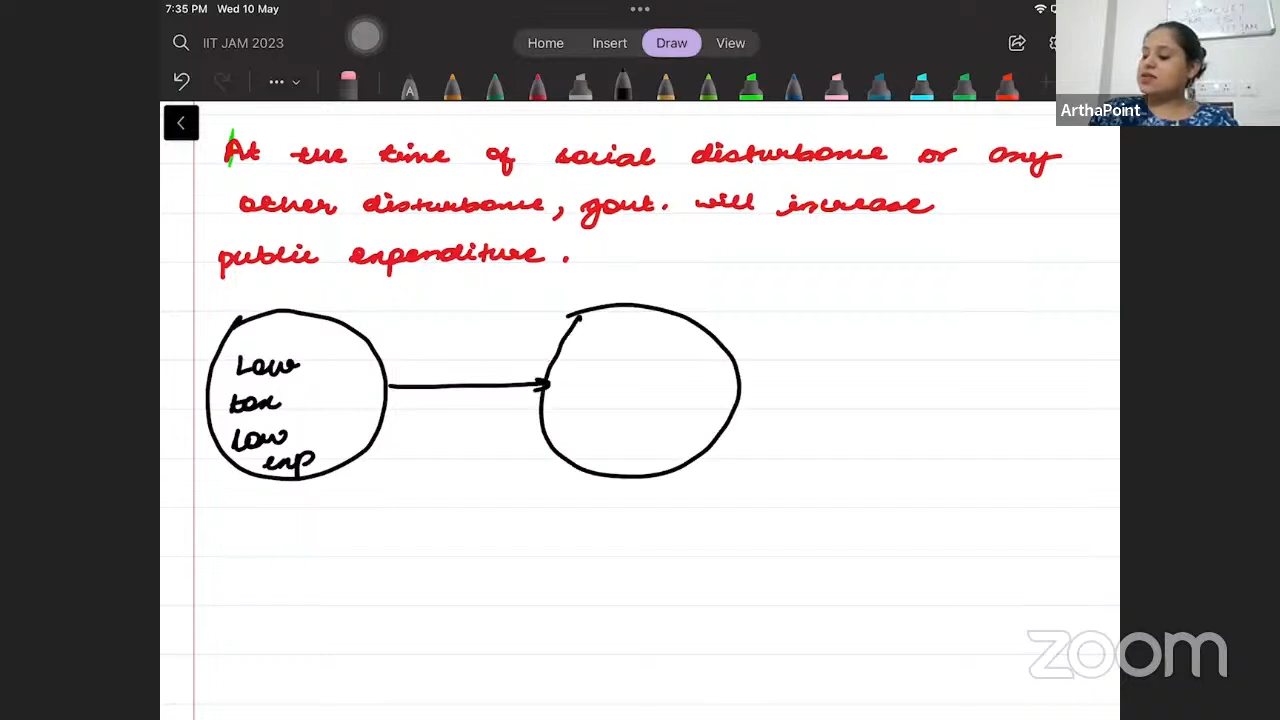 7:35 PM Wed 10 May
IIT JAM 2023
Home Insert Draw View
A
ArthaPoint
At the time of social disturbance or any
other disturbance, govt. will increase
public expenditure.
Low
tax
Low
exp
zoom